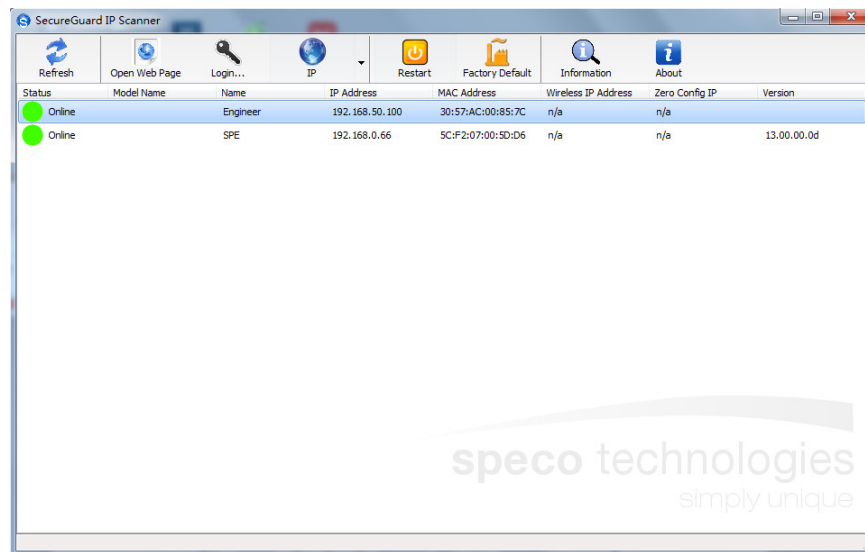 SecureGuard IP Scanner
Refresh Open Web Page Login... IP Restart Factory Default Information About
Status Model Name Name IP Address MAC Address Wireless IP Address Zero Config IP Version
Online Engineer 192.168.50.100 30:57:AC:00:85:7C n/a n/a
Online SPE 192.168.0.66 5C:F2:07:00:5D:D6 n/a n/a 13.00.00.0d
speco technologies
simply unique